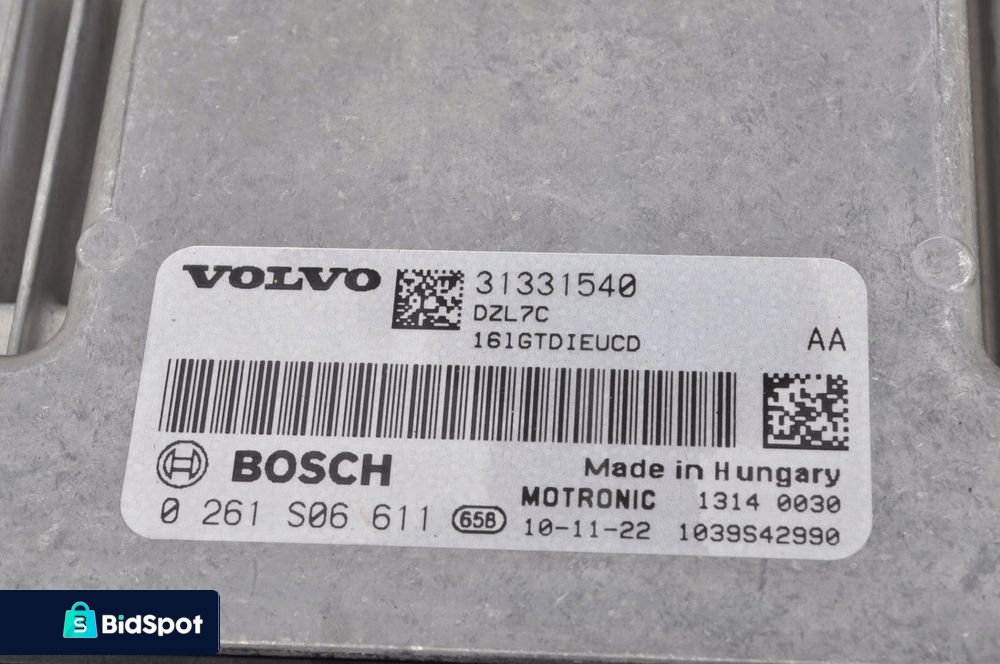 VOLVO 31331540
DZL7C
161GTDIEUCD AA
BOSCH Made in Hungary
MOTRONIC 1314 0030
0 261 S06 611 658 10-11-22 1039S42990
BidSpot